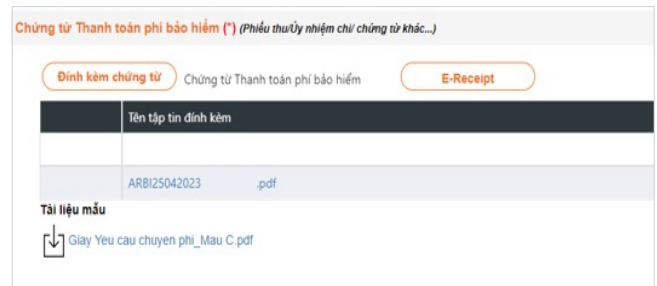 Chứng từ Thanh toán phí bảo hiểm (*) (Phiếu thu/Ủy nhiệm chi/ chứng từ khác...)
Đính kèm chứng từ Chứng từ Thanh toán phí bảo hiểm E-Receipt
Tên tập tin đính kèm
ARBI25042023 .pdf
Tài liệu mẫu
Giay Yeu cau chuyen phi_Mau C.pdf